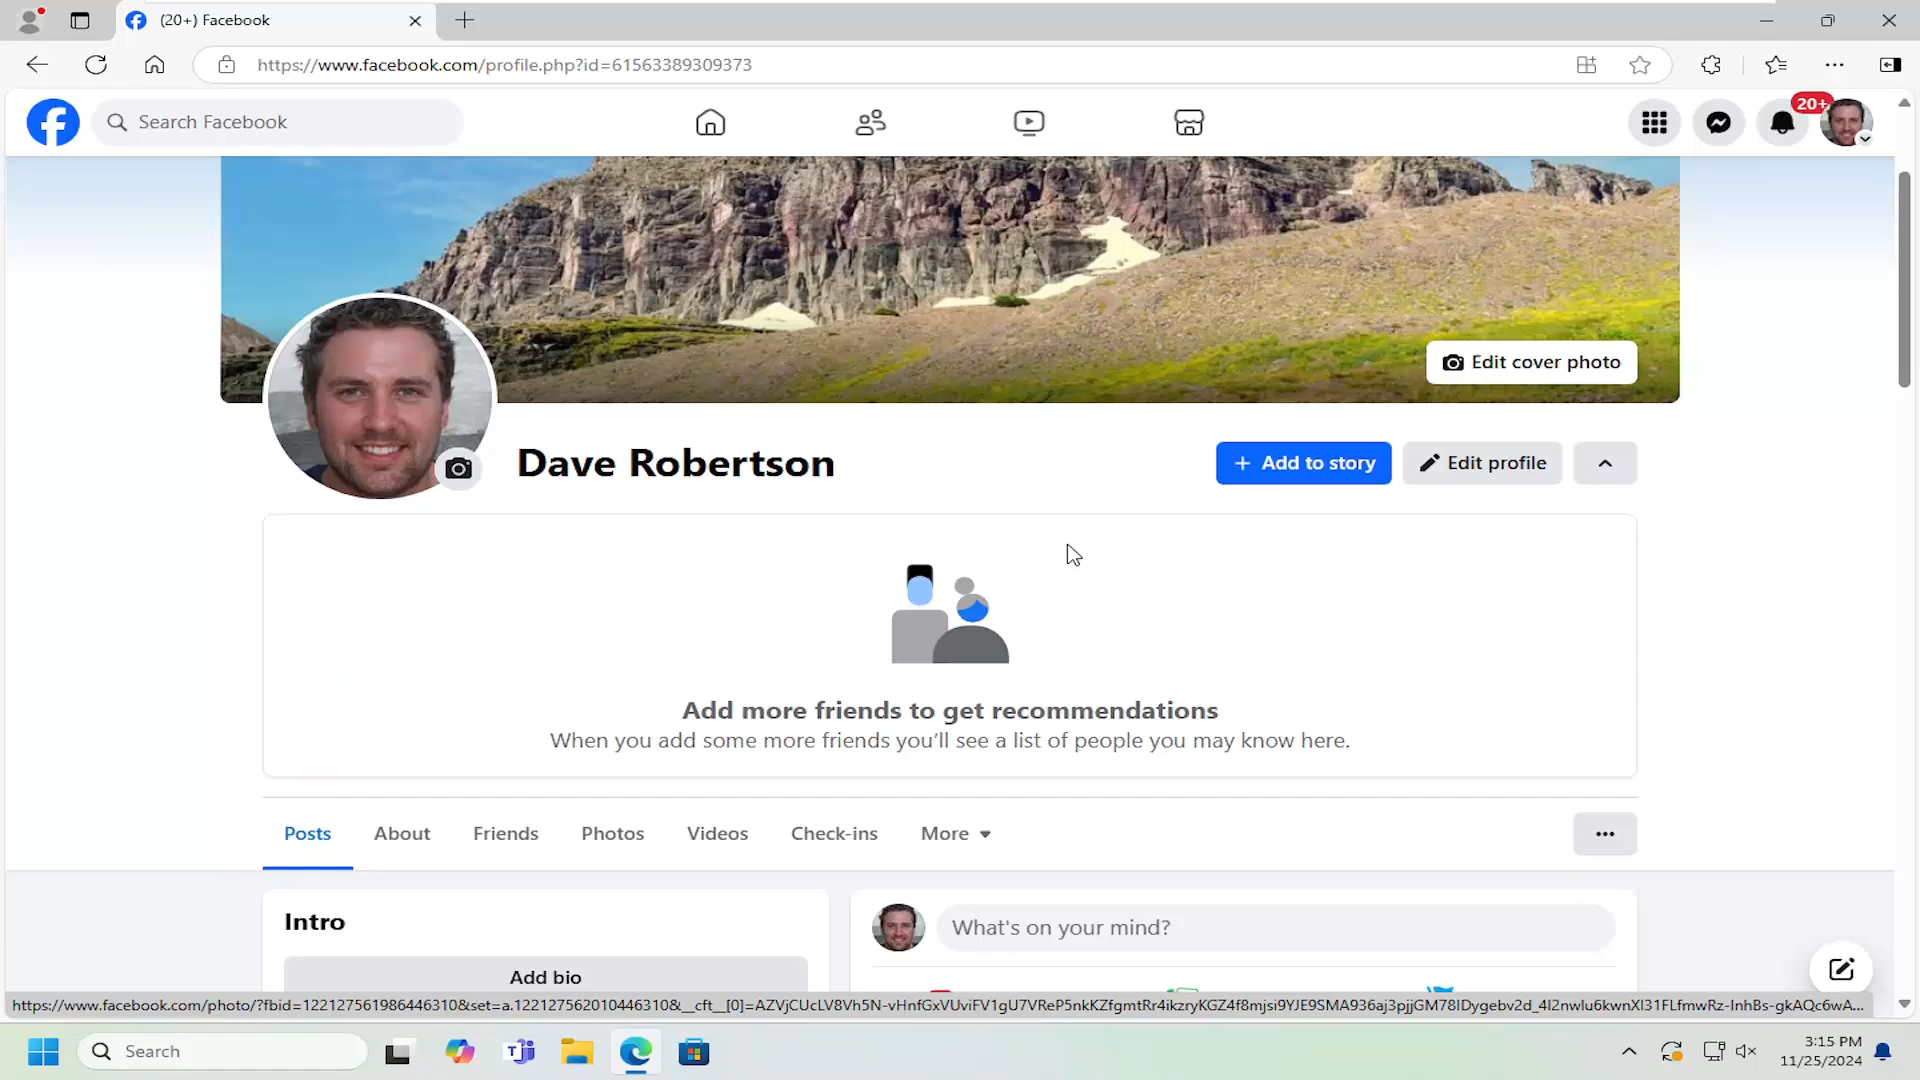 (20+) Facebook
https://www.facebook.com/profile.php?id=61563389309373
Search Facebook
20+
Edit cover photo
Dave Robertson
+ Add to story
Edit profile
Add more friends to get recommendations
When you add some more friends you'll see a list of people you may know here.
Posts About Friends Photos Videos Check-ins More
Intro
What's on your mind?
Add bio
Search
3:15 PM
11/25/2024